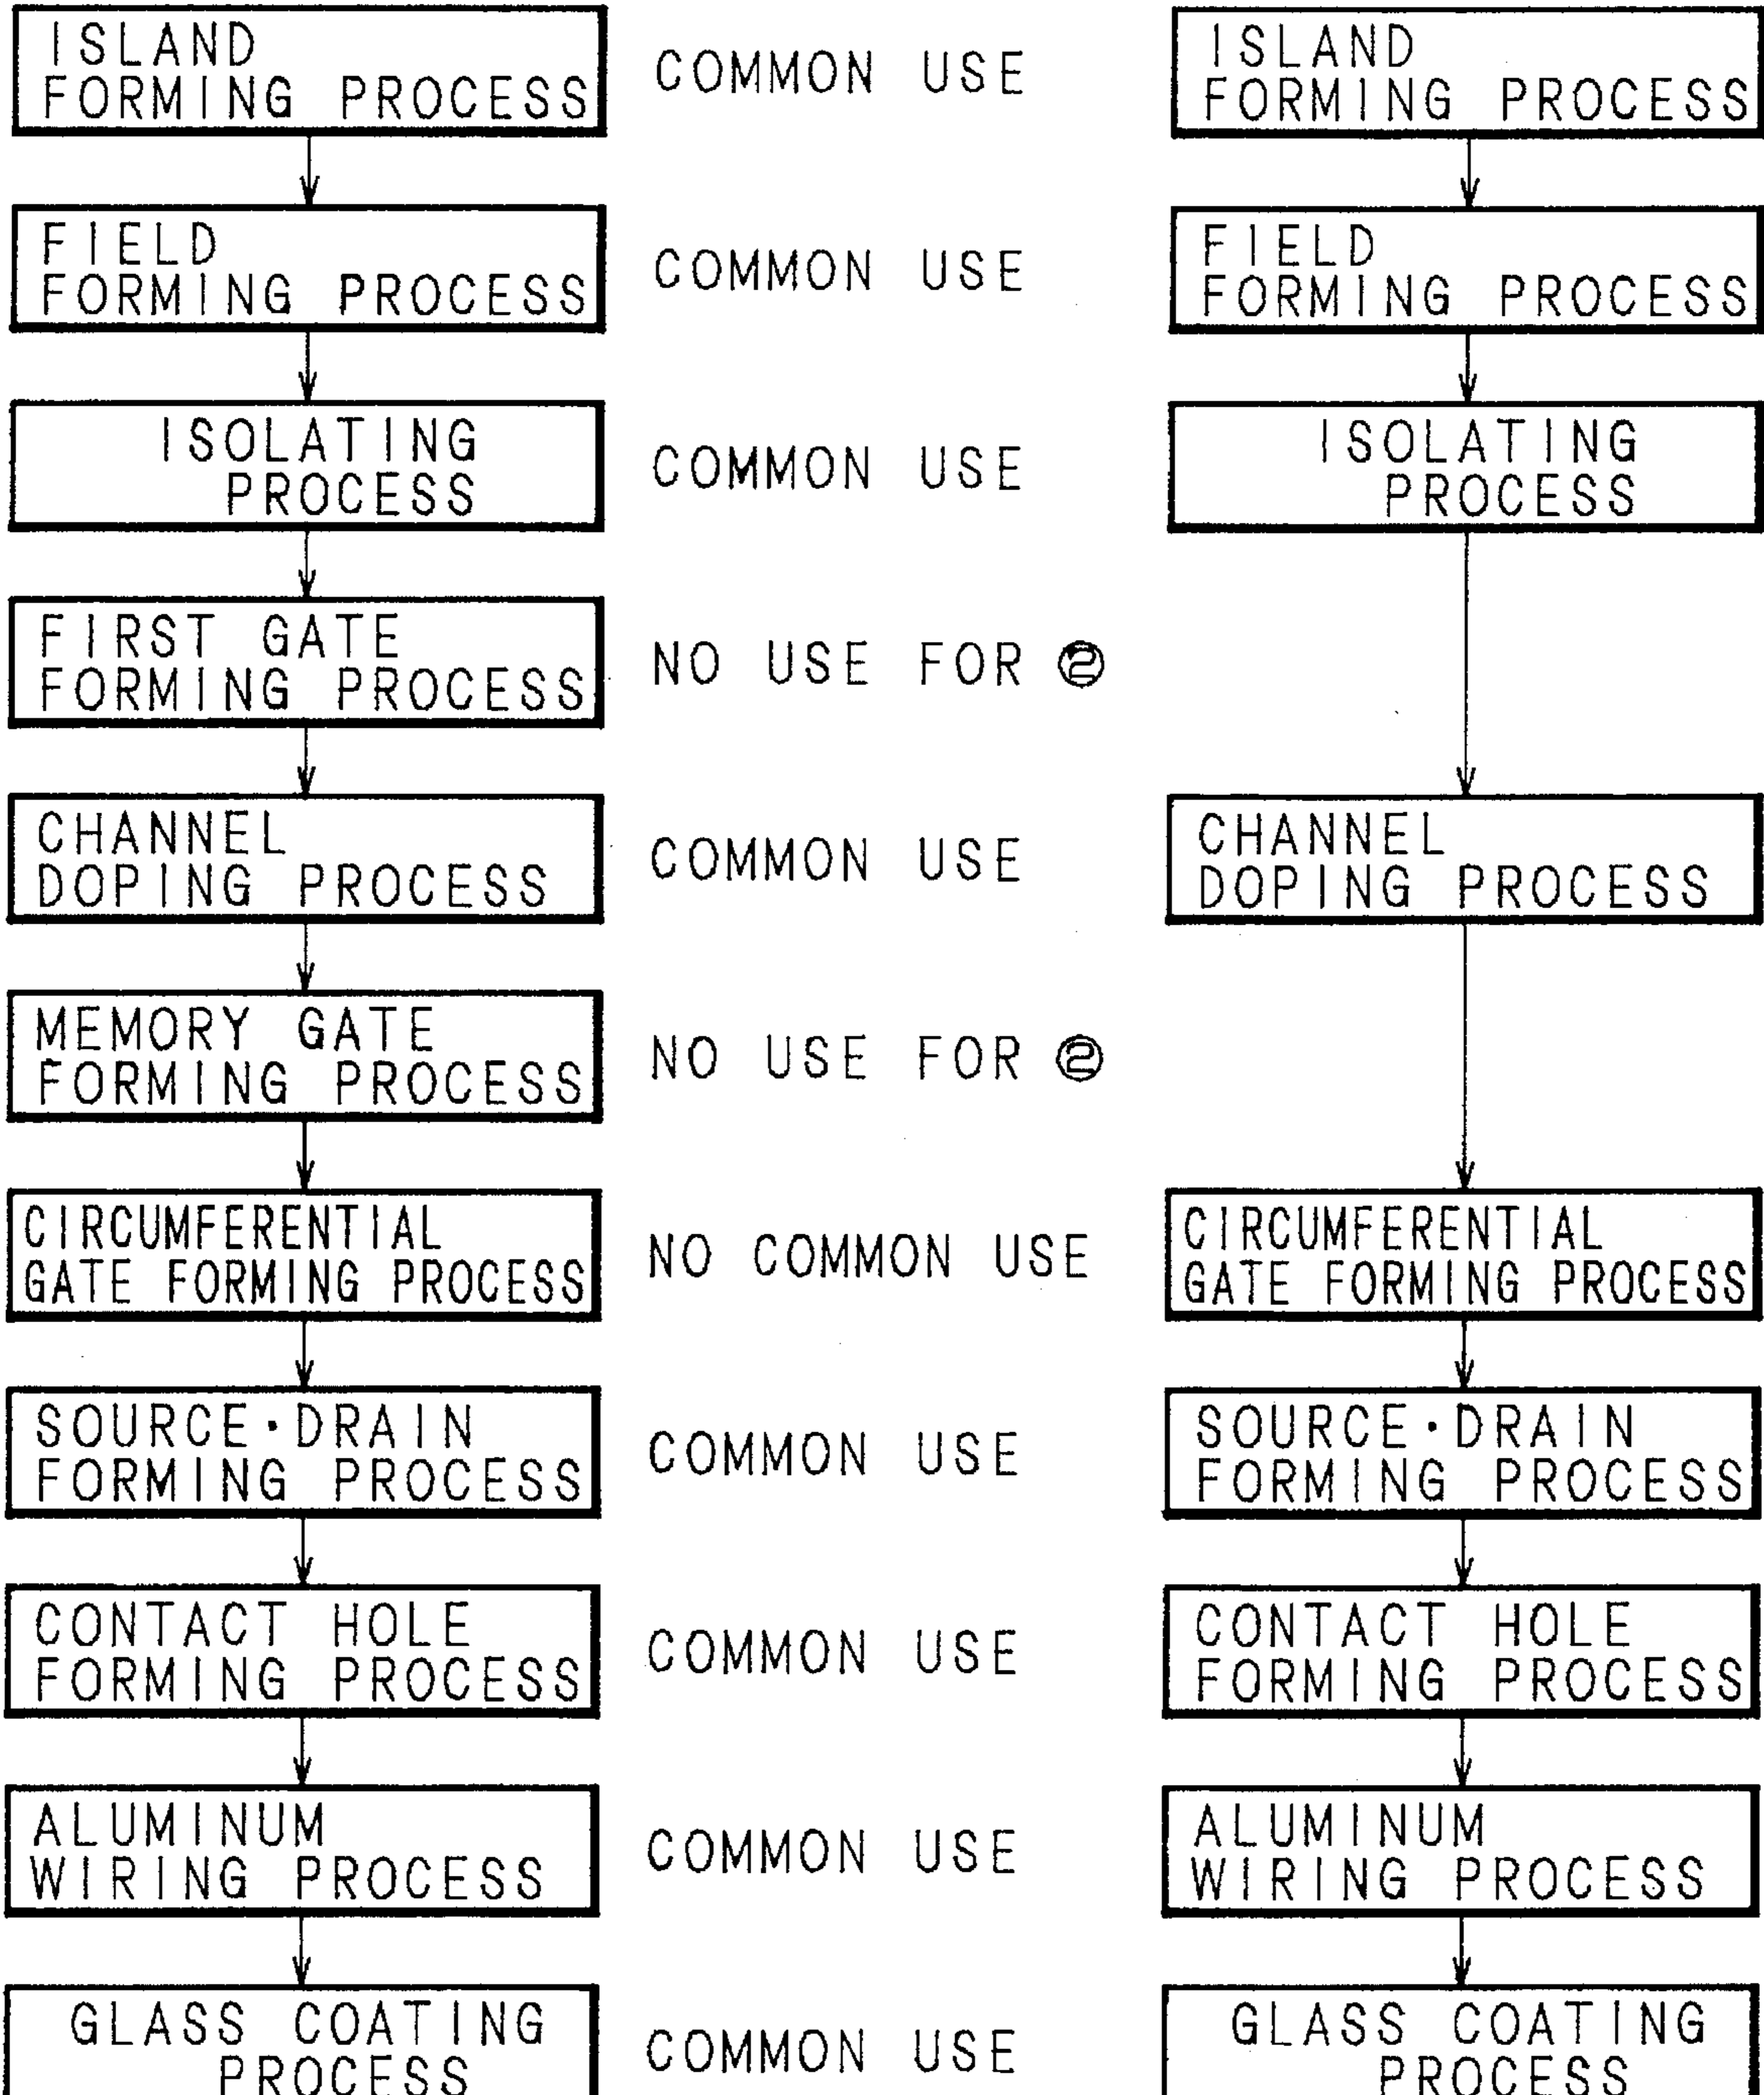 ISLAND
FORMING PROCESS
COMMON USE
ISLAND
FORMING PROCESS
FIELD
FORMING PROCESS
COMMON USE
FIELD
FORMING PROCESS
ISOLATING
PROCESS
COMMON USE
ISOLATING
PROCESS
FIRST GATE
FORMING PROCESS
NO USE FOR ②
CHANNEL
DOPING PROCESS
COMMON USE
CHANNEL
DOPING PROCESS
MEMORY GATE
FORMING PROCESS
NO USE FOR ②
CIRCUMFERENTIAL
GATE FORMING PROCESS
NO COMMON USE
CIRCUMFERENTIAL
GATE FORMING PROCESS
SOURCE·DRAIN
FORMING PROCESS
COMMON USE
SOURCE·DRAIN
FORMING PROCESS
CONTACT HOLE
FORMING PROCESS
COMMON USE
CONTACT HOLE
FORMING PROCESS
ALUMINUM
WIRING PROCESS
COMMON USE
ALUMINUM
WIRING PROCESS
GLASS COATING
PROCESS
COMMON USE
GLASS COATING
PROCESS